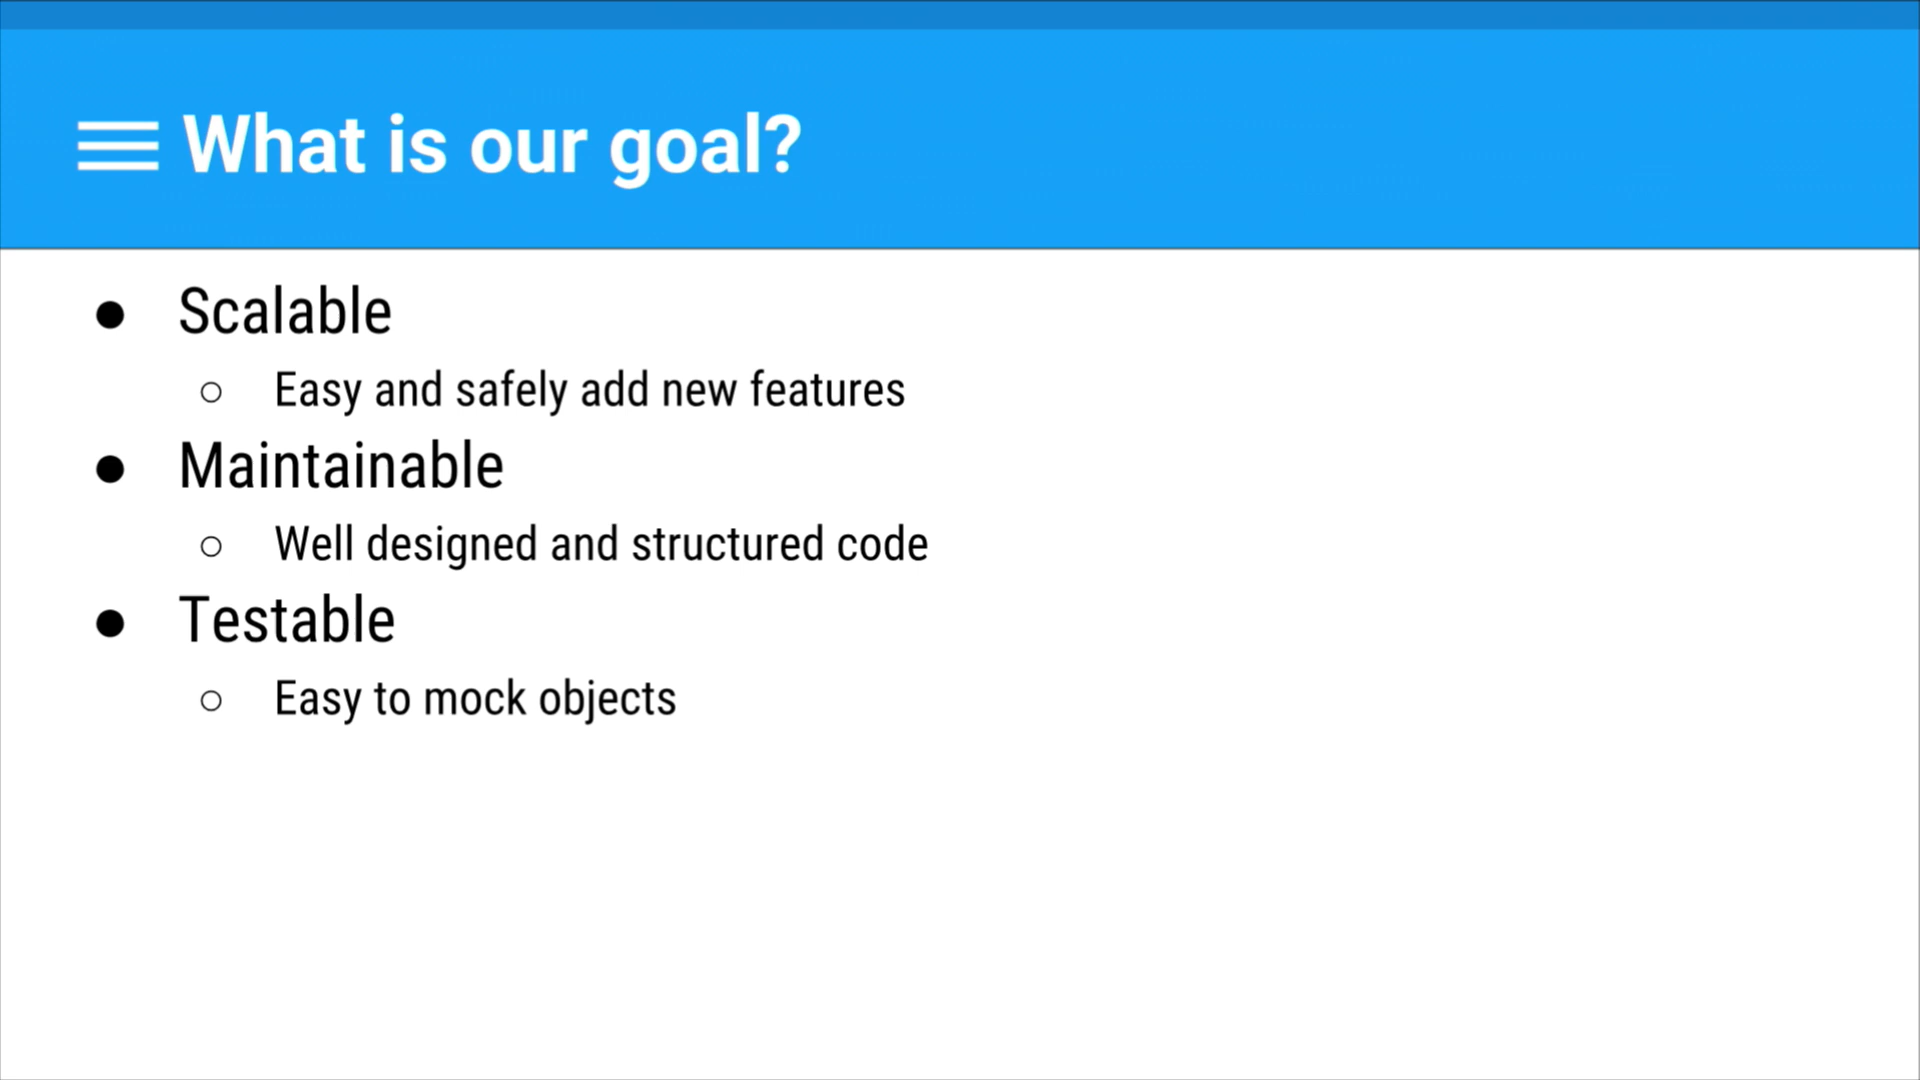 What is our goal?
● Scalable
○ Easy and safely add new features
● Maintainable
○ Well designed and structured code
● Testable
○ Easy to mock objects